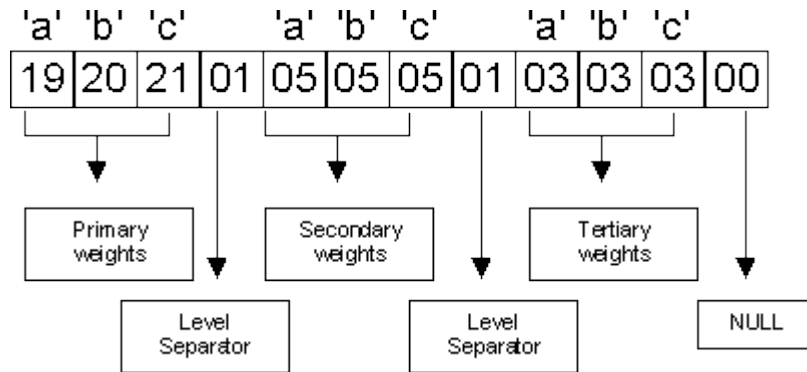 'a' 'b' 'c' 'a' 'b' 'c' 'a' 'b' 'c'
19 20 21 01 05 05 05 01 03 03 03 00
Primary
weights
Secondary
weights
Tertiary
weights
Level
Separator
Level
Separator
NULL